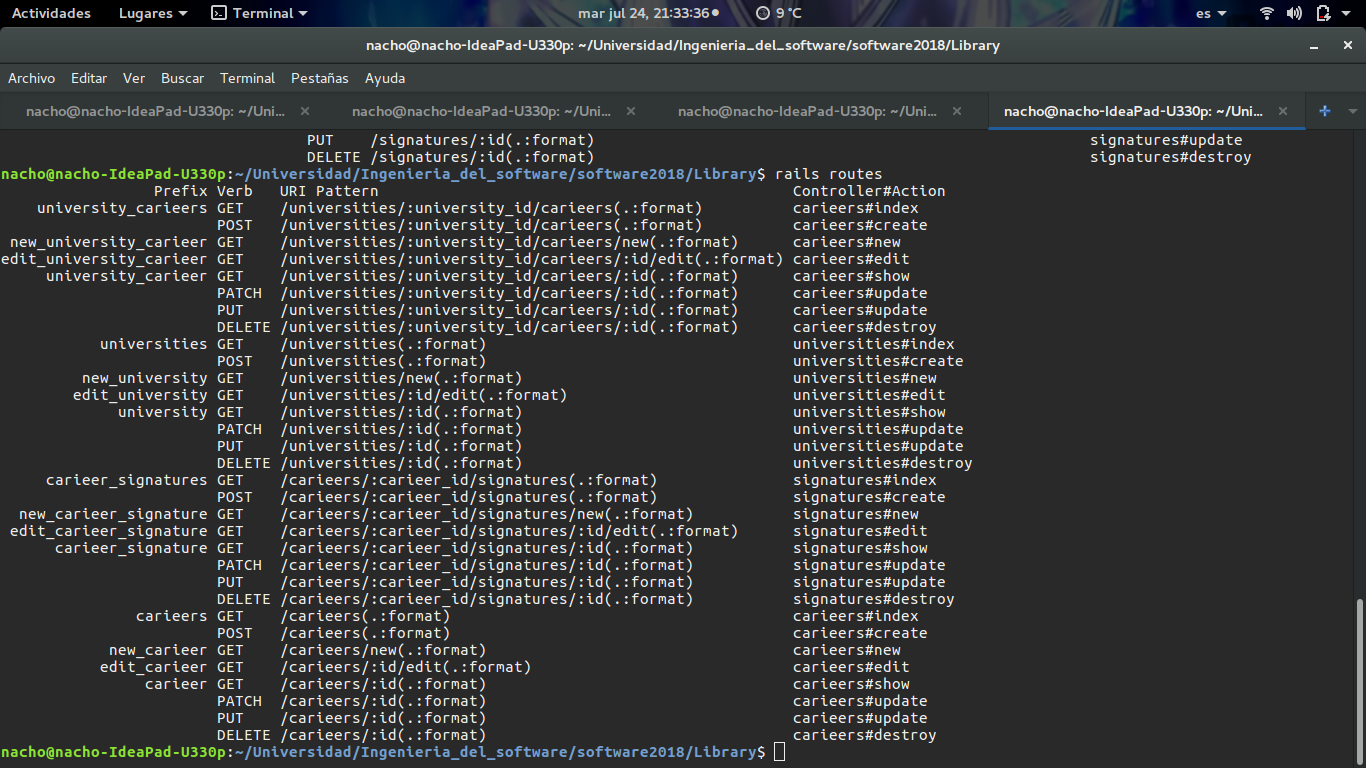 Actividades Lugares Terminal mar jul 24, 21:33:36 9 °C es
nacho@nacho-IdeaPad-U330p: ~/Universidad/Ingenieria_del_software/software2018/Library
Archivo Editar Ver Buscar Terminal Pestañas Ayuda
nacho@nacho-IdeaPad-U330p: ~/Uni... nacho@nacho-IdeaPad-U330p: ~/Uni... nacho@nacho-IdeaPad-U330p: ~/Uni... nacho@nacho-IdeaPad-U330p: ~/Uni...
PUT /signatures/:id(.:format) signatures#update
DELETE /signatures/:id(.:format) signatures#destroy
nacho@nacho-IdeaPad-U330p:~/Universidad/Ingenieria_del_software/software2018/Library$ rails routes
Prefix Verb URI Pattern Controller#Action
university_carieers GET /universities/:university_id/carieers(.:format) carieers#index
POST /universities/:university_id/carieers(.:format) carieers#create
new_university_carieer GET /universities/:university_id/carieers/new(.:format) carieers#new
edit_university_carieer GET /universities/:university_id/carieers/:id/edit(.:format) carieers#edit
university_carieer GET /universities/:university_id/carieers/:id(.:format) carieers#show
PATCH /universities/:university_id/carieers/:id(.:format) carieers#update
PUT /universities/:university_id/carieers/:id(.:format) carieers#update
DELETE /universities/:university_id/carieers/:id(.:format) carieers#destroy
universities GET /universities(.:format) universities#index
POST /universities(.:format) universities#create
new_university GET /universities/new(.:format) universities#new
edit_university GET /universities/:id/edit(.:format) universities#edit
university GET /universities/:id(.:format) universities#show
PATCH /universities/:id(.:format) universities#update
PUT /universities/:id(.:format) universities#update
DELETE /universities/:id(.:format) universities#destroy
carieer_signatures GET /carieers/:carieer_id/signatures(.:format) signatures#index
POST /carieers/:carieer_id/signatures(.:format) signatures#create
new_carieer_signature GET /carieers/:carieer_id/signatures/new(.:format) signatures#new
edit_carieer_signature GET /carieers/:carieer_id/signatures/:id/edit(.:format) signatures#edit
carieer_signature GET /carieers/:carieer_id/signatures/:id(.:format) signatures#show
PATCH /carieers/:carieer_id/signatures/:id(.:format) signatures#update
PUT /carieers/:carieer_id/signatures/:id(.:format) signatures#update
DELETE /carieers/:carieer_id/signatures/:id(.:format) signatures#destroy
carieers GET /carieers(.:format) carieers#index
POST /carieers(.:format) carieers#create
new_carieer GET /carieers/new(.:format) carieers#new
edit_carieer GET /carieers/:id/edit(.:format) carieers#edit
carieer GET /carieers/:id(.:format) carieers#show
PATCH /carieers/:id(.:format) carieers#update
PUT /carieers/:id(.:format) carieers#update
DELETE /carieers/:id(.:format) carieers#destroy
nacho@nacho-IdeaPad-U330p:~/Universidad/Ingenieria_del_software/software2018/Library$